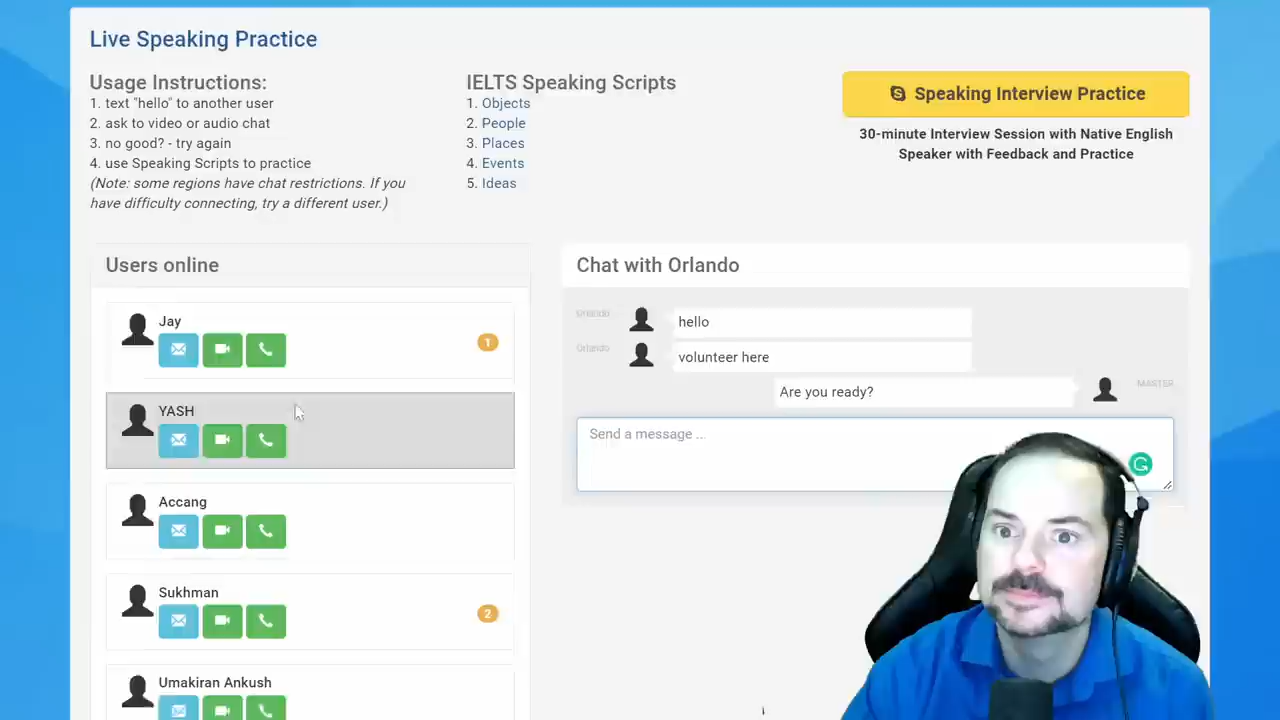 Live Speaking Practice
Usage Instructions:
1. text "hello" to another user
2. ask to video or audio chat
3. no good? - try again
4. use Speaking Scripts to practice
(Note: some regions have chat restrictions. If you
have difficulty connecting, try a different user.)
IELTS Speaking Scripts
1. Objects
2. People
3. Places
4. Events
5. Ideas
Speaking Interview Practice
30-minute Interview Session with Native English
Speaker with Feedback and Practice
Users online
Jay
1
YASH
Accang
Sukhman
2
Umakiran Ankush
Chat with Orlando
Orlando
hello
Orlando
volunteer here
Are you ready?
MASTER
Send a message ...